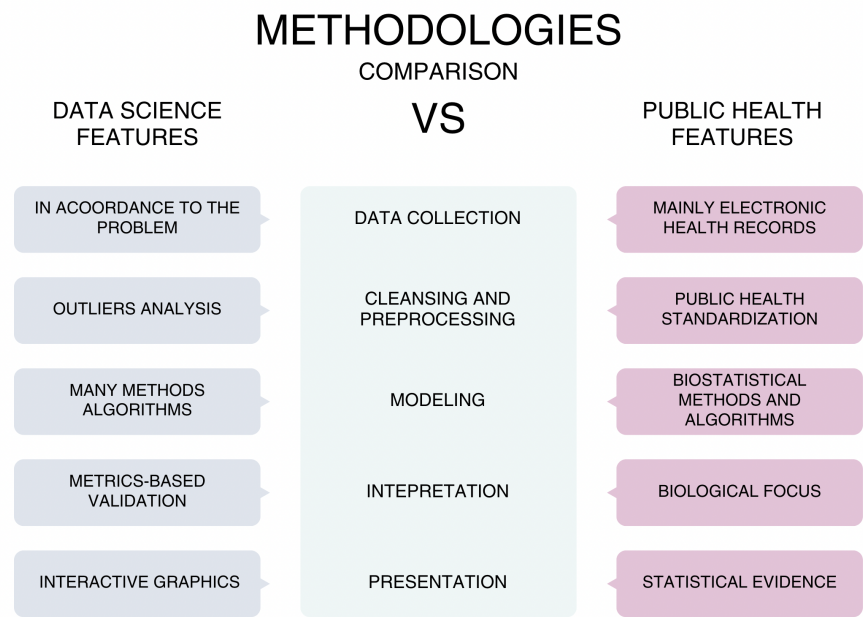 METHODOLOGIES
COMPARISON
DATA SCIENCE
FEATURES
VS
PUBLIC HEALTH
FEATURES
IN ACOORDANCE TO THE
PROBLEM
DATA COLLECTION
MAINLY ELECTRONIC
HEALTH RECORDS
OUTLIERS ANALYSIS
CLEANSING AND
PREPROCESSING
PUBLIC HEALTH
STANDARDIZATION
MANY METHODS
ALGORITHMS
MODELING
BIOSTATISTICAL
METHODS AND
ALGORITHMS
METRICS-BASED
VALIDATION
INTEPRETATION
BIOLOGICAL FOCUS
INTERACTIVE GRAPHICS
PRESENTATION
STATISTICAL EVIDENCE